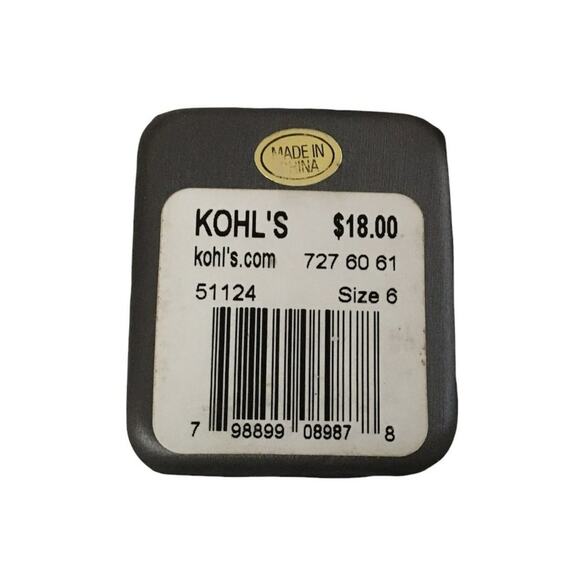 MADE IN
CHINA
KOHL'S $18.00
kohl's.com 727 60 61
51124 Size 6
7 98899 08987 8